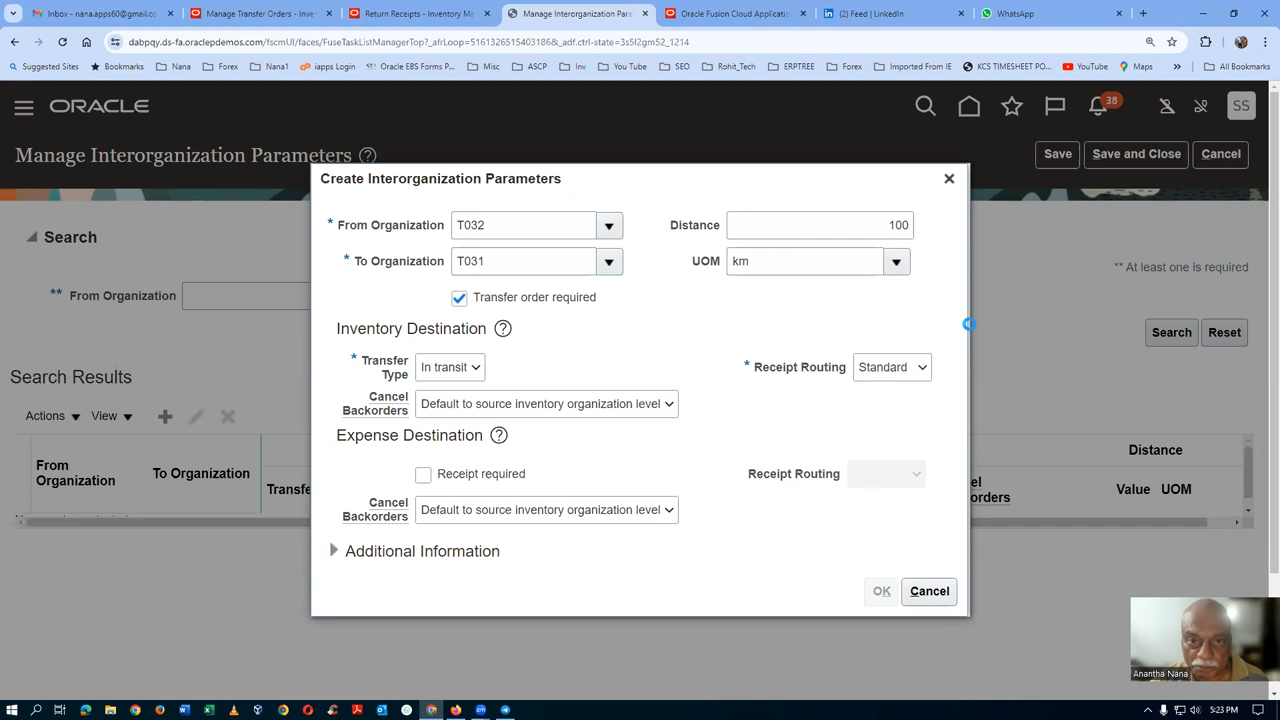 Inbox - nana.apps60@gmail.co
Manage Transfer Orders - Inven
Return Receipts - Inventory Ma
Manage Interorganization Para
Oracle Fusion Cloud Application
(2) Feed | LinkedIn
WhatsApp
dabpqy.ds-fa.oraclepdemos.com/fscmUI/faces/FuseTaskListManagerTop?_afrLoop=51613265154031​86&_adf.ctrl-state=3s5l2gm52_1214
Suggested Sites Bookmarks Nana Forex Nana1 iapps Login Oracle EBS Forms P... Misc ASCP Inv You Tube SEO Rohit_Tech ERPTREE Forex Imported From IE KCS TIMESHEET PO... YouTube Maps » All Bookmarks
ORACLE 38 SS
Manage Interorganization Parameters ? Save Save and Close Cancel
Create Interorganization Parameters
Search
** At least one is required
** From Organization
Search Reset
* From Organization T032 Distance 100
* To Organization T031 UOM km
Transfer order required
Inventory Destination ?
* Transfer Type In transit * Receipt Routing Standard
Cancel Backorders Default to source inventory organization level
Expense Destination ?
Receipt required Receipt Routing
Cancel Backorders Default to source inventory organization level
Additional Information
OK Cancel
Search Results
Actions View
From Organization To Organization Distance
Value UOM
Anantha Nana
5:23 PM